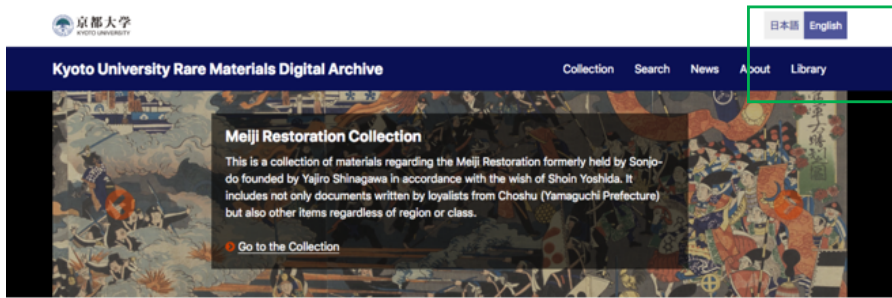 京都大学
KYOTO UNIVERSITY
日本語 English
Kyoto University Rare Materials Digital Archive
Collection Search News About Library
Meiji Restoration Collection
This is a collection of materials regarding the Meiji Restoration formerly held by Sonjo-
do founded by Yajiro Shinagawa in accordance with the wish of Shoin Yoshida. It
includes not only documents written by loyalists from Choshu (Yamaguchi Prefecture)
but also other items regardless of region or class.
Go to the Collection